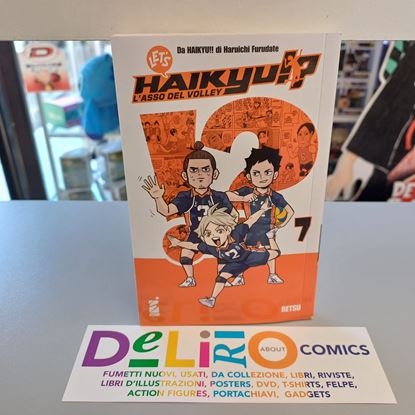 LET'S
Da HAIKYU!! di Haruichi Furudate
HAIKYU!?
L'ASSO DEL VOLLEY
7
RETSU
DeLiRiO ABOUT COMICS
FUMETTI NUOVI, USATI, DA COLLEZIONE, LIBRI, RIVISTE,
LIBRI D'ILLUSTRAZIONI, POSTERS, DVD, T-SHIRTS, FELPE,
ACTION FIGURES, PORTACHIAVI, GADGETS